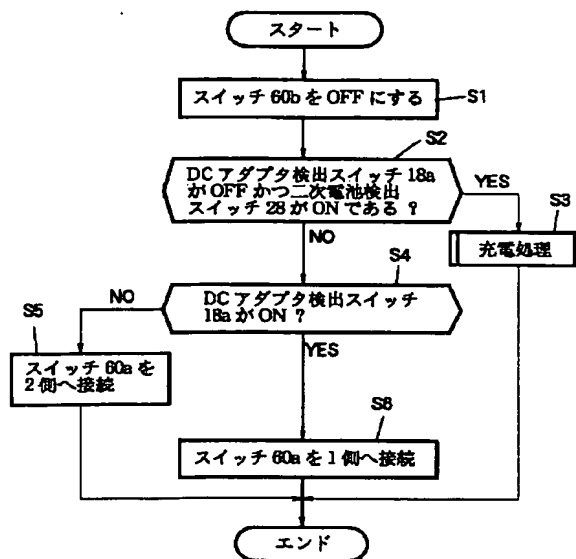 スタート
スイッチ 60b を OFF にする
S1
S2
DC アダプタ検出スイッチ 18a
が OFF かつ二次電池検出
スイッチ 28 が ON である ?
YES
S3
充電処理
NO
S4
DC アダプタ検出スイッチ
18a が ON ?
NO
S5
スイッチ 60a を
2 側へ接続
YES
S6
スイッチ 60a を 1 側へ接続
エンド